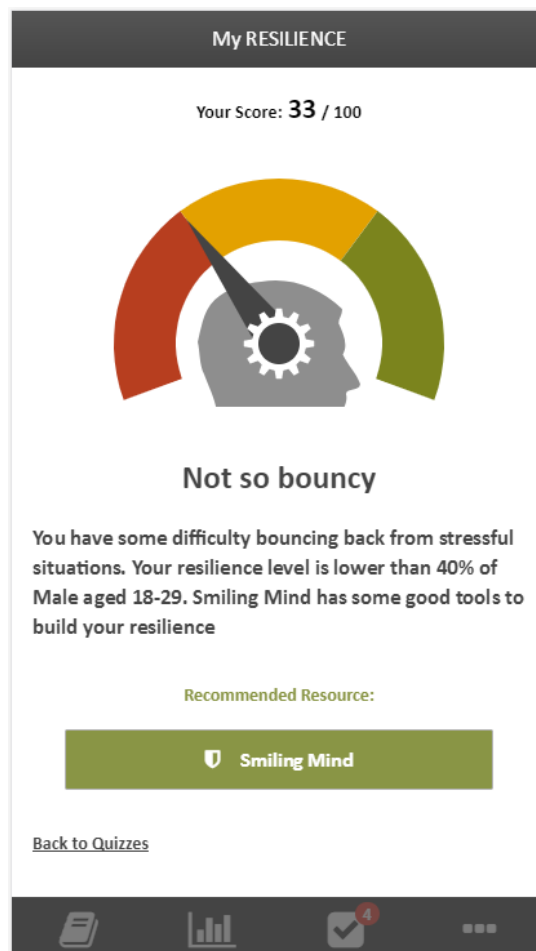 My RESILIENCE
Your Score: 33 / 100
Not so bouncy
You have some difficulty bouncing back from stressful
situations. Your resilience level is lower than 40% of
Male aged 18-29. Smiling Mind has some good tools to
build your resilience
Recommended Resource:
Smiling Mind
Back to Quizzes
4